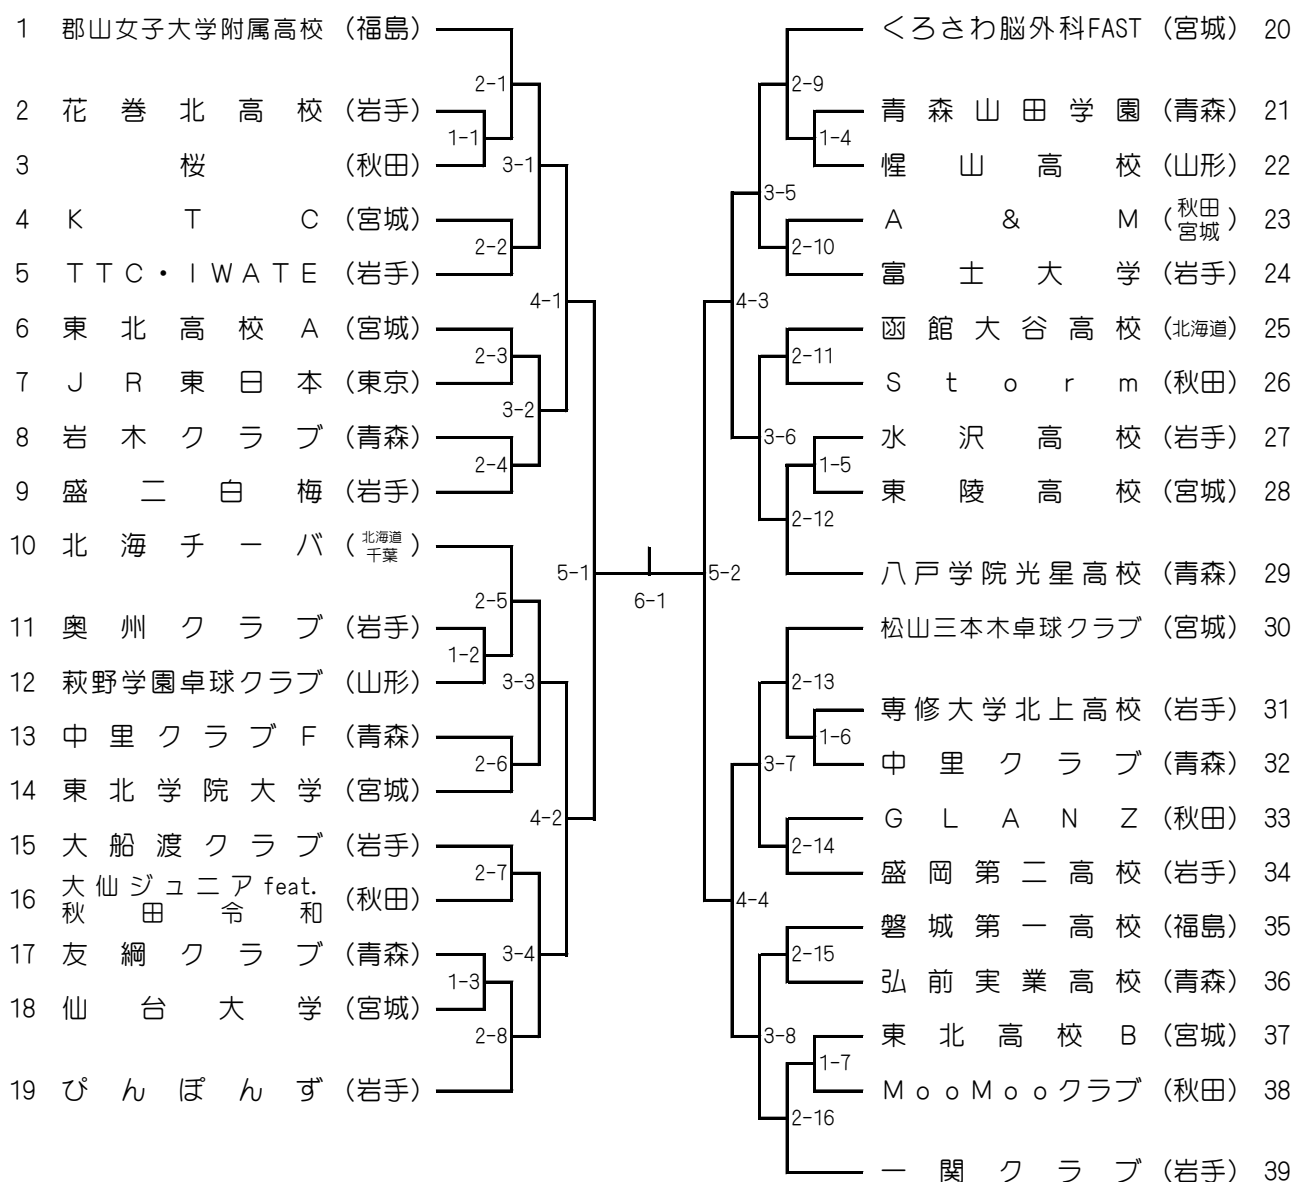 1 郡山女子大学附属高校 (福島)
2-1
2 花巻北高校 (岩手)
1-1
3 桜 (秋田)
3-1
4 KTC (宮城)
2-2
5 TTC・IWATE (岩手)
4-1
6 東北高校A (宮城)
2-3
7 JR東日本 (東京)
3-2
8 岩木クラブ (青森)
2-4
9 盛二白梅 (岩手)
10 北海チーバ (北海道 千葉)
5-1
2-5
11 奥州クラブ (岩手)
1-2
12 萩野学園卓球クラブ (山形)
3-3
13 中里クラブF (青森)
2-6
14 東北学院大学 (宮城)
4-2
15 大船渡クラブ (岩手)
2-7
16 大仙ジュニアfeat.
秋田令和 (秋田)
17 友綱クラブ (青森)
3-4
1-3
18 仙台大学 (宮城)
2-8
19 ぴんぽんず (岩手)
6-1
くろさわ脳外科FAST (宮城) 20
2-9
青森山田学園 (青森) 21
1-4
惺山高校 (山形) 22
3-5
A&M (秋田 宮城) 23
2-10
富士大学 (岩手) 24
4-3
函館大谷高校 (北海道) 25
2-11
Storm (秋田) 26
3-6
水沢高校 (岩手) 27
1-5
東陵高校 (宮城) 28
2-12
八戸学院光星高校 (青森) 29
5-2
松山三本木卓球クラブ (宮城) 30
2-13
専修大学北上高校 (岩手) 31
1-6
中里クラブ (青森) 32
3-7
GLANZ (秋田) 33
2-14
盛岡第二高校 (岩手) 34
4-4
磐城第一高校 (福島) 35
2-15
弘前実業高校 (青森) 36
3-8
東北高校B (宮城) 37
1-7
MooMooクラブ (秋田) 38
2-16
一関クラブ (岩手) 39